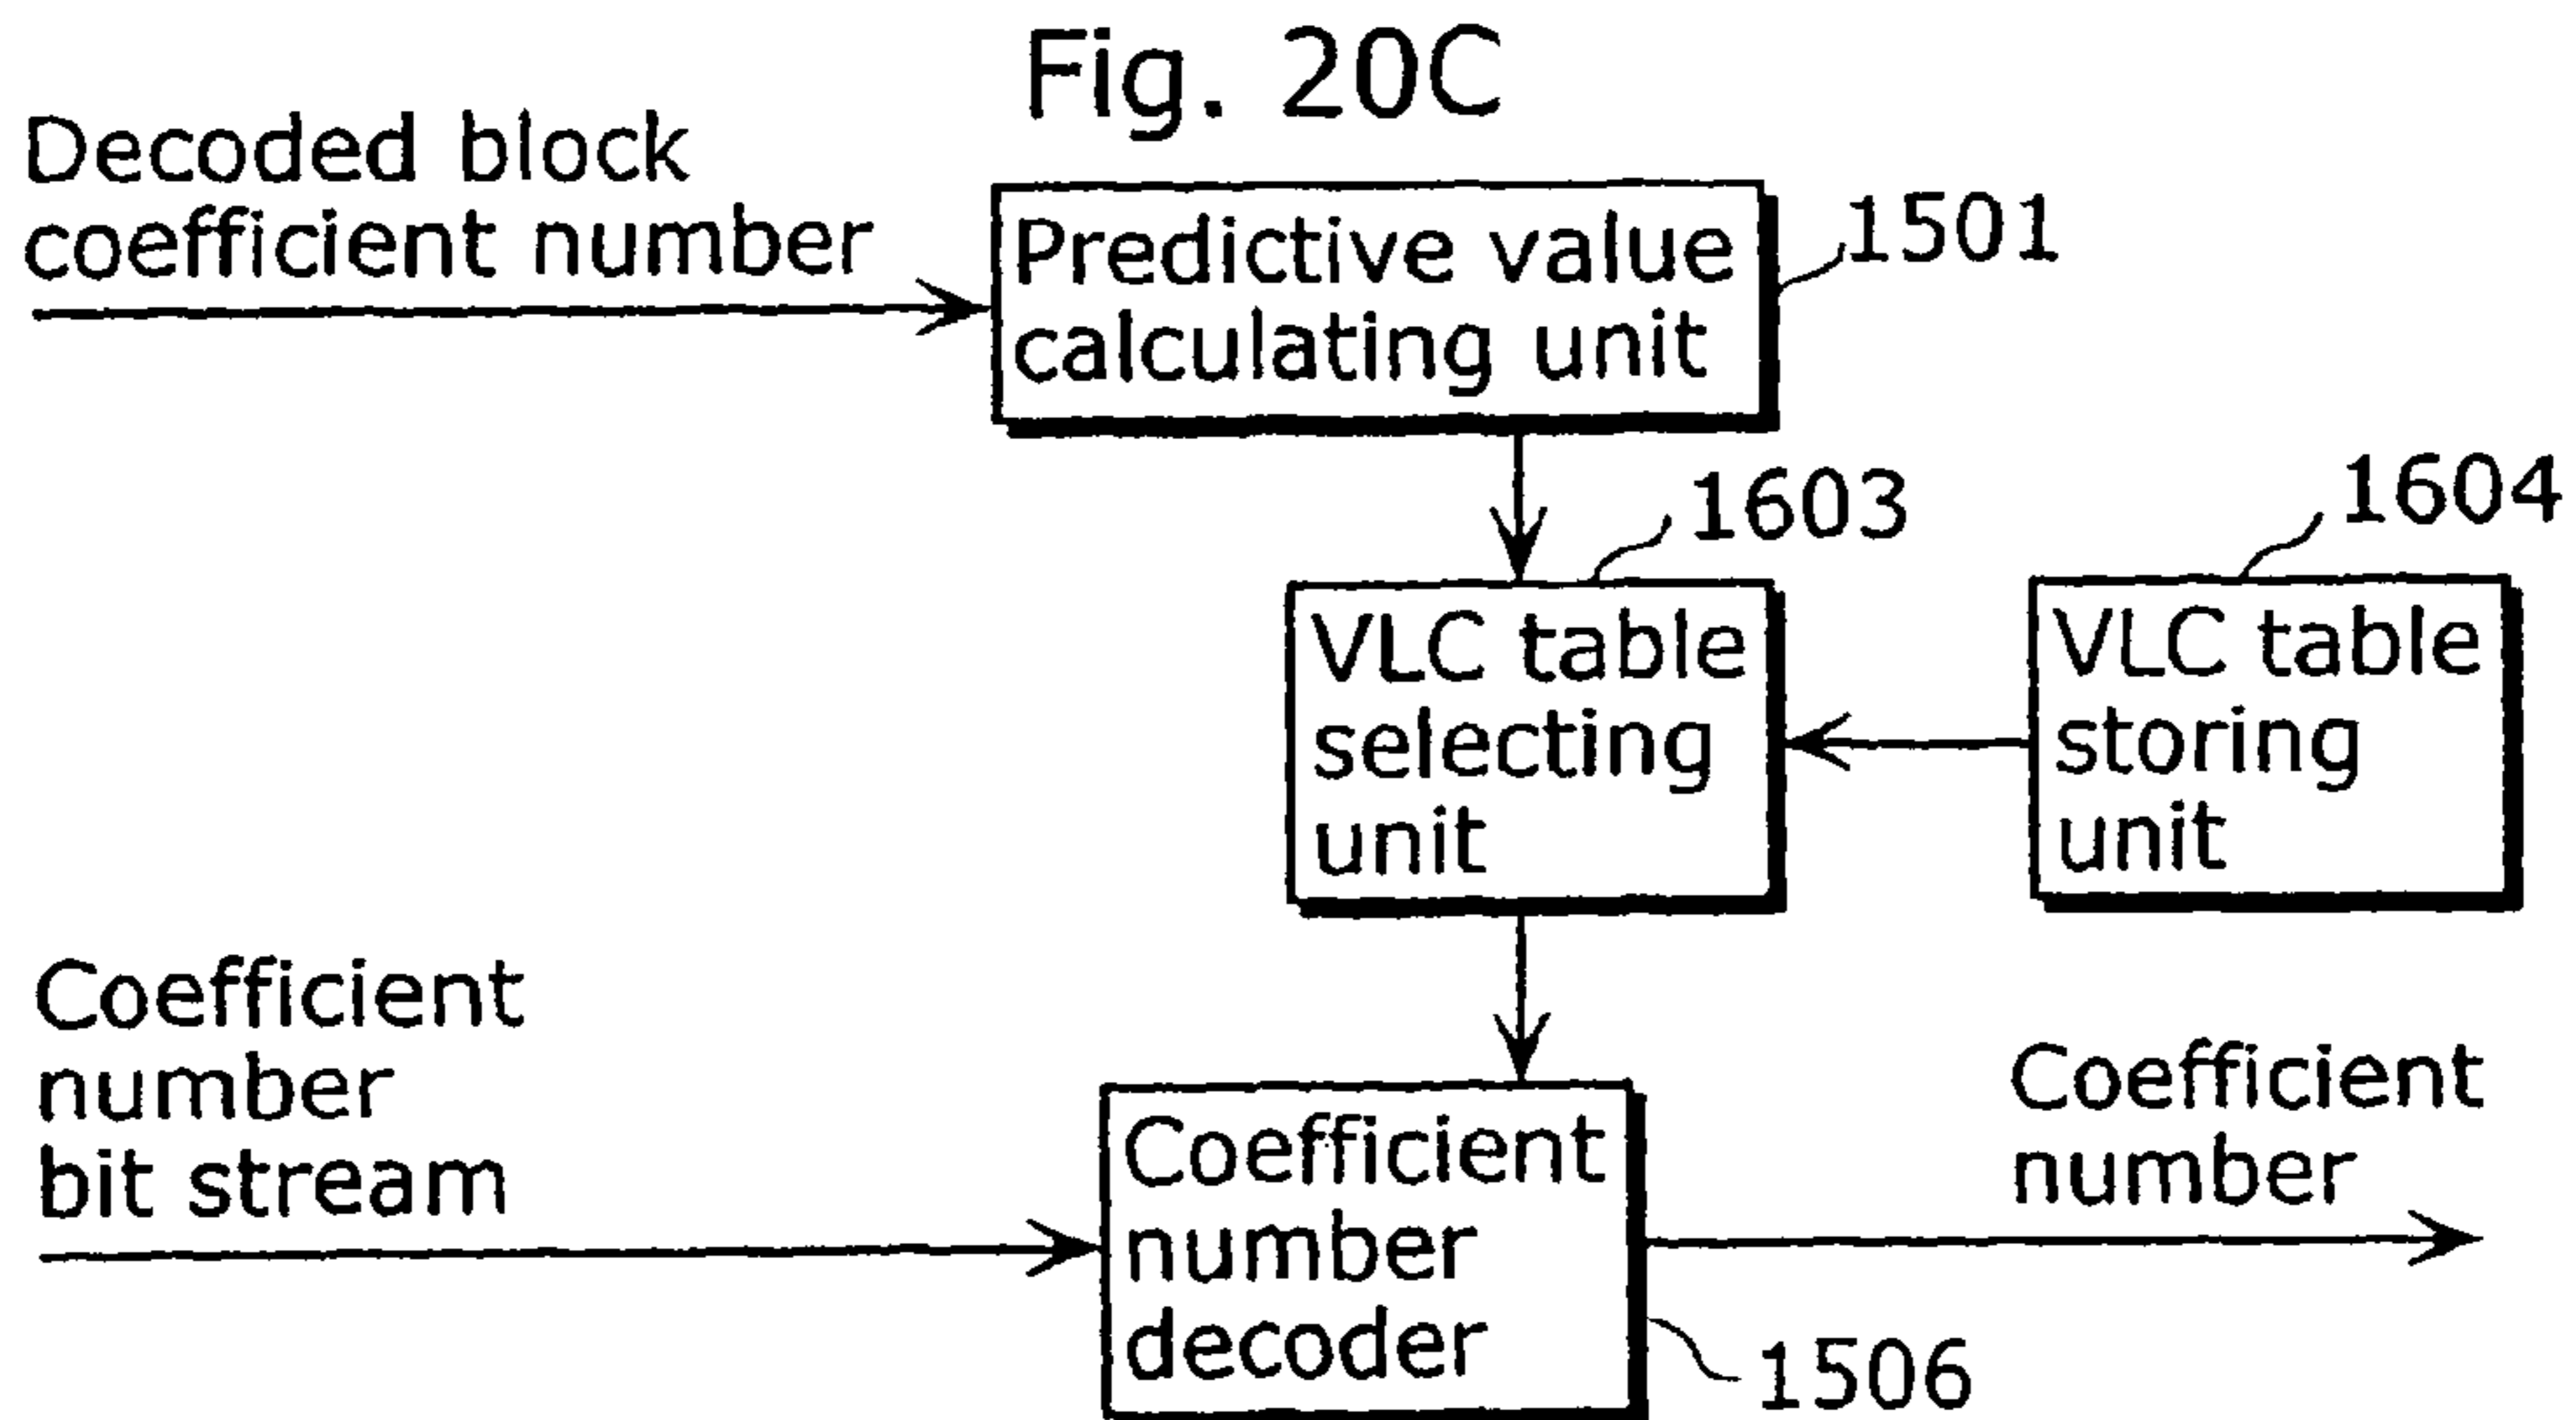 Fig. 20C
Decoded block
coefficient number
Predictive value
calculating unit
1501
1603
1604
VLC table
selecting
unit
VLC table
storing
unit
Coefficient
number
bit stream
Coefficient
number
decoder
Coefficient
number
1506